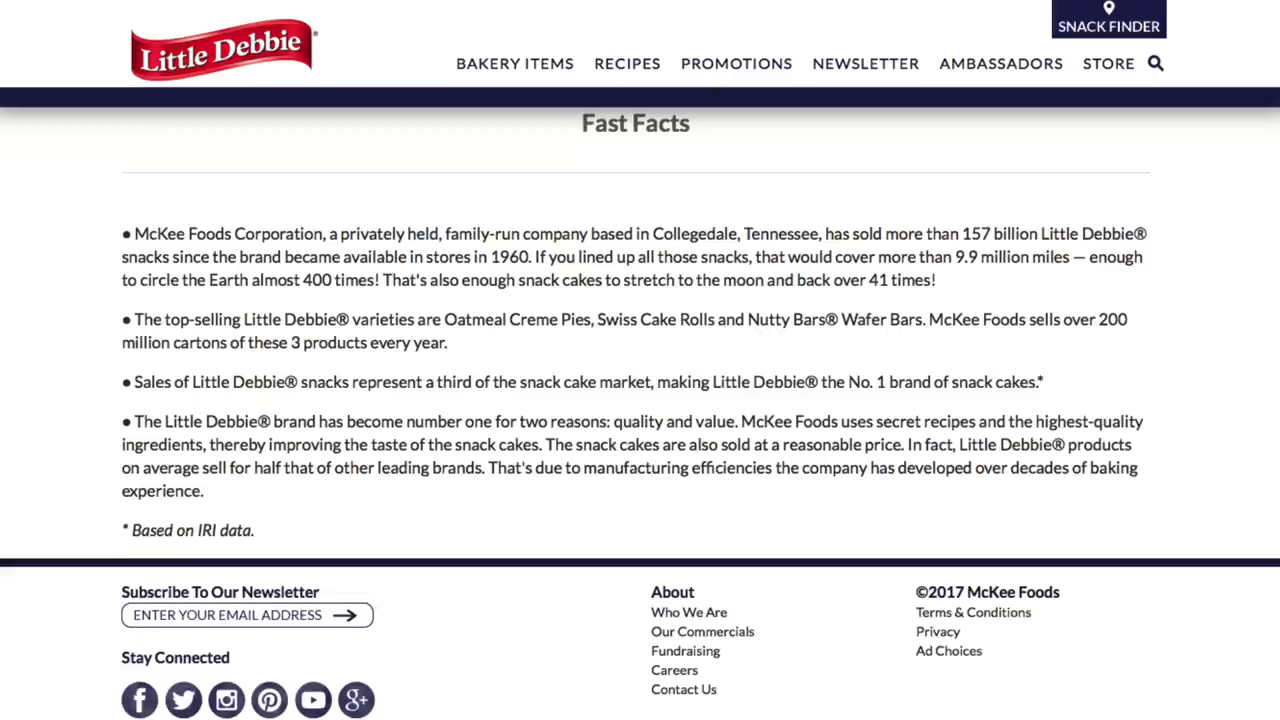 Little Debbie®
SNACK FINDER
BAKERY ITEMS RECIPES PROMOTIONS NEWSLETTER AMBASSADORS STORE
Fast Facts
● McKee Foods Corporation, a privately held, family-run company based in Collegedale, Tennessee, has sold more than 157 billion Little Debbie®
snacks since the brand became available in stores in 1960. If you lined up all those snacks, that would cover more than 9.9 million miles — enough
to circle the Earth almost 400 times! That's also enough snack cakes to stretch to the moon and back over 41 times!
● The top-selling Little Debbie® varieties are Oatmeal Creme Pies, Swiss Cake Rolls and Nutty Bars® Wafer Bars. McKee Foods sells over 200
million cartons of these 3 products every year.
● Sales of Little Debbie® snacks represent a third of the snack cake market, making Little Debbie® the No. 1 brand of snack cakes.*
● The Little Debbie® brand has become number one for two reasons: quality and value. McKee Foods uses secret recipes and the highest-quality
ingredients, thereby improving the taste of the snack cakes. The snack cakes are also sold at a reasonable price. In fact, Little Debbie® products
on average sell for half that of other leading brands. That's due to manufacturing efficiencies the company has developed over decades of baking
experience.
* Based on IRI data.
Subscribe To Our Newsletter
ENTER YOUR EMAIL ADDRESS
Stay Connected
g+
About
Who We Are
Our Commercials
Fundraising
Careers
Contact Us
©2017 McKee Foods
Terms & Conditions
Privacy
Ad Choices